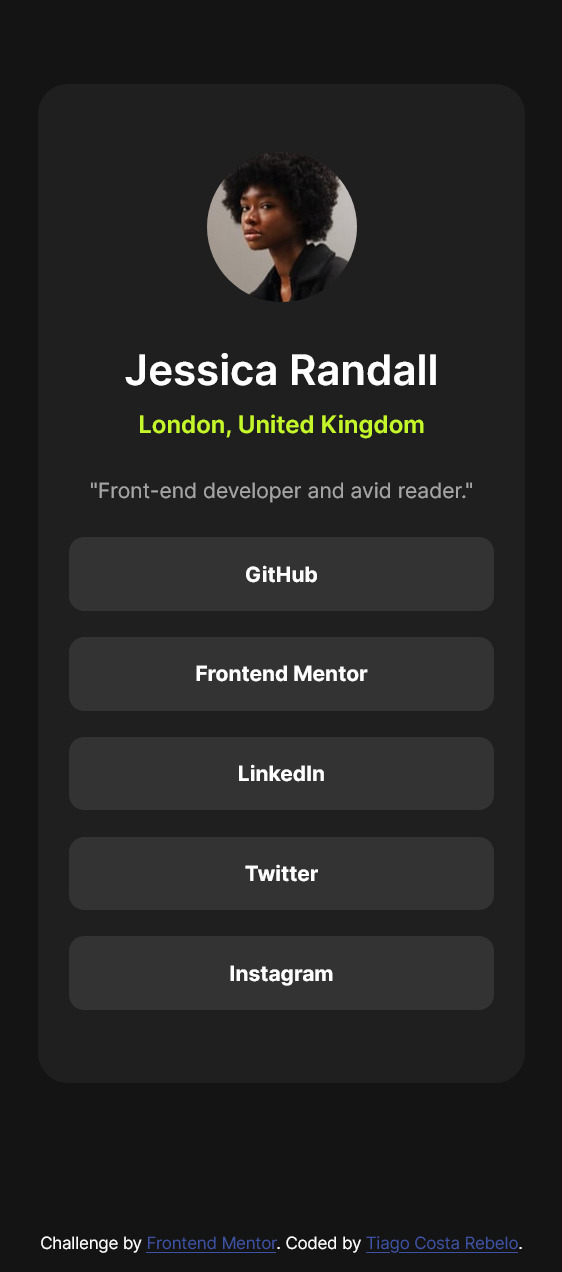 Jessica Randall
London, United Kingdom
"Front-end developer and avid reader."
GitHub
Frontend Mentor
LinkedIn
Twitter
Instagram
Challenge by Frontend Mentor. Coded by Tiago Costa Rebelo.